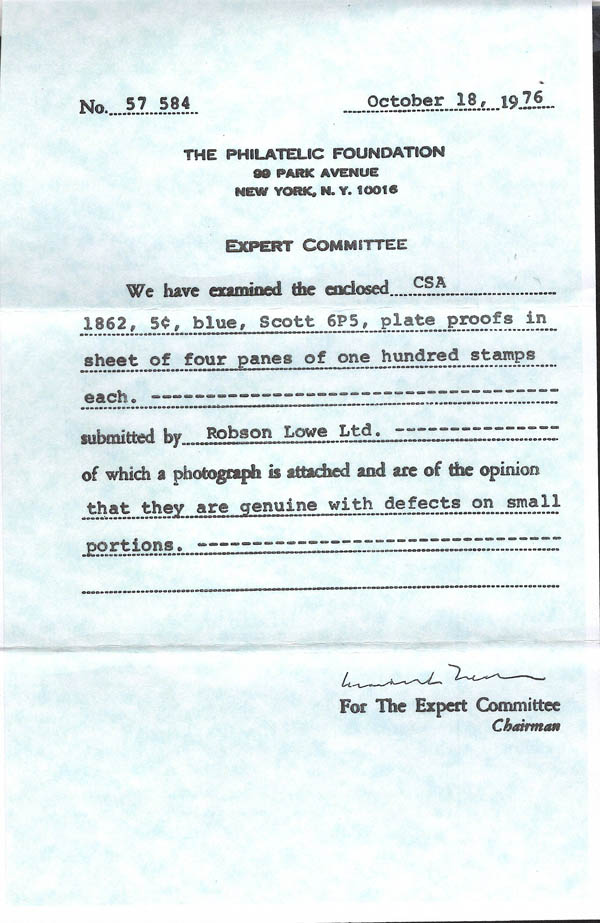 No. 57 584 October 18, 1976
THE PHILATELIC FOUNDATION
99 PARK AVENUE
NEW YORK, N. Y. 10016
EXPERT COMMITTEE
We have examined the enclosed CSA
1862, 5¢, blue, Scott 6P5, plate proofs in
sheet of four panes of one hundred stamps
each. ----------------------------------
submitted by Robson Lowe Ltd. --------------
of which a photograph is attached and are of the opinion
that they are genuine with defects on small
portions. -------------------------------
For The Expert Committee
Chairman